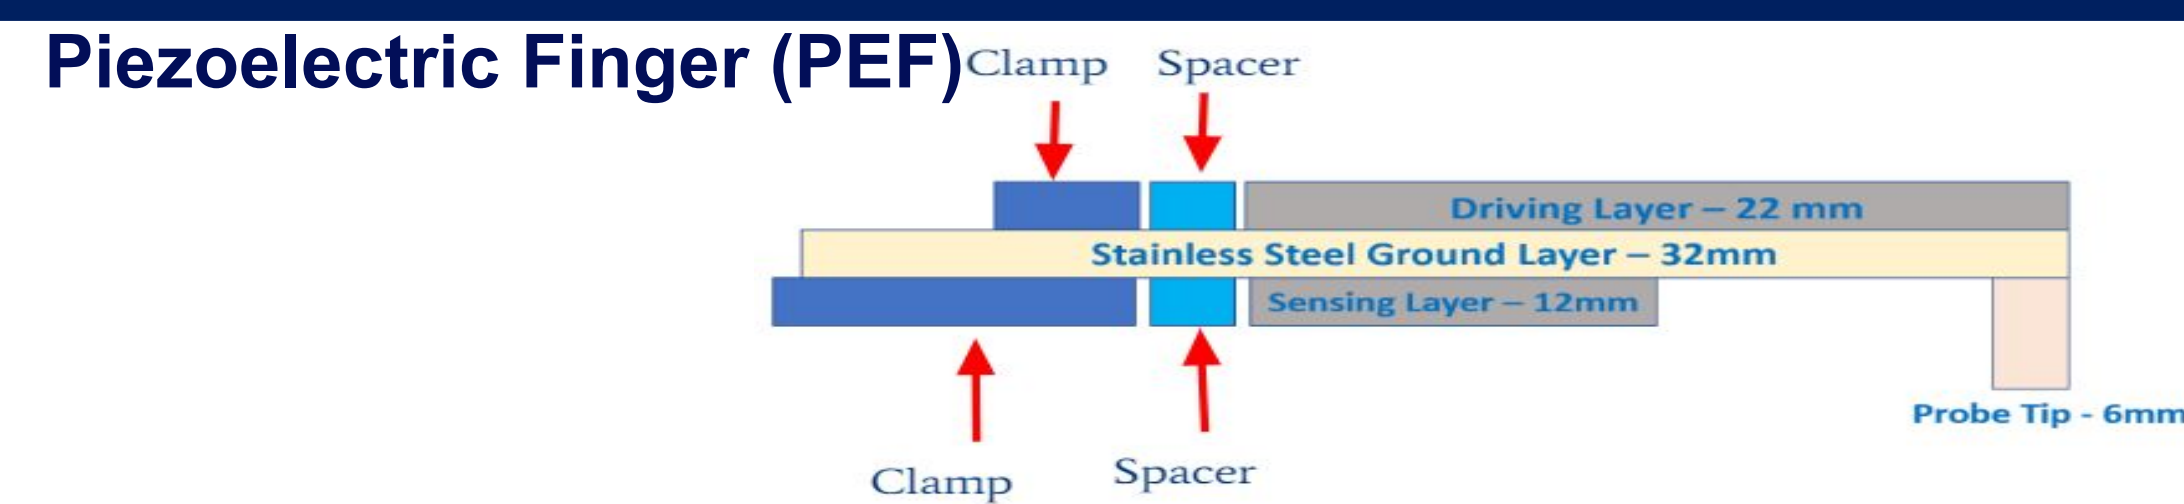 Piezoelectric Finger (PEF)
Clamp Spacer
Driving Layer – 22 mm
Stainless Steel Ground Layer – 32mm
Sensing Layer – 12mm
Probe Tip - 6mm
Clamp Spacer